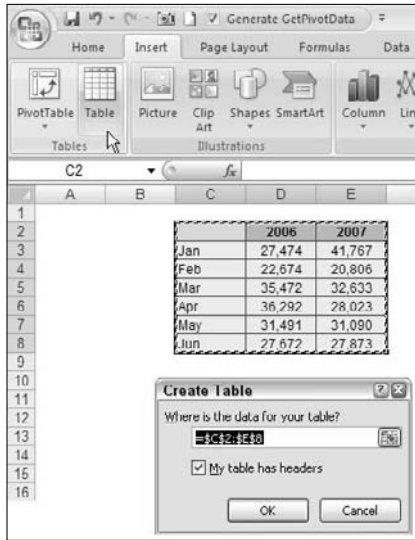 Generate GetPivotData
Home Insert Page Layout Formulas Data
PivotTable Table Picture Clip Art Shapes SmartArt Column Lin
Tables Illustrations
C2 fx
A B C D E
1
2 2006 2007
3 Jan 27,474 41,767
4 Feb 22,674 20,806
5 Mar 35,472 32,633
6 Apr 36,292 28,023
7 May 31,491 31,090
8 Jun 27,672 27,873
9
10
11
12
13
14
15
16
Create Table
Where is the data for your table?
=$C$2:$E$8
My table has headers
OK Cancel